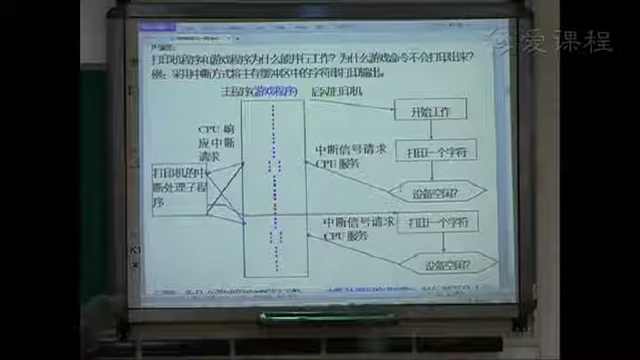 打印机程序和游戏程序为什么能并行工作？为什么游戏命令不会打印出来？
例：采用中断方式将主存缓冲区中的字符串打印输出。
主程序(游戏程序) 启动打印机
开始工作
CPU 响
应中断
请求
中断信号请求
CPU 服务
打印一个字符
打印机的中
断处理子程
序
设备空闲？
中断信号请求
CPU 服务
打印一个字符
设备空闲？
爱课程